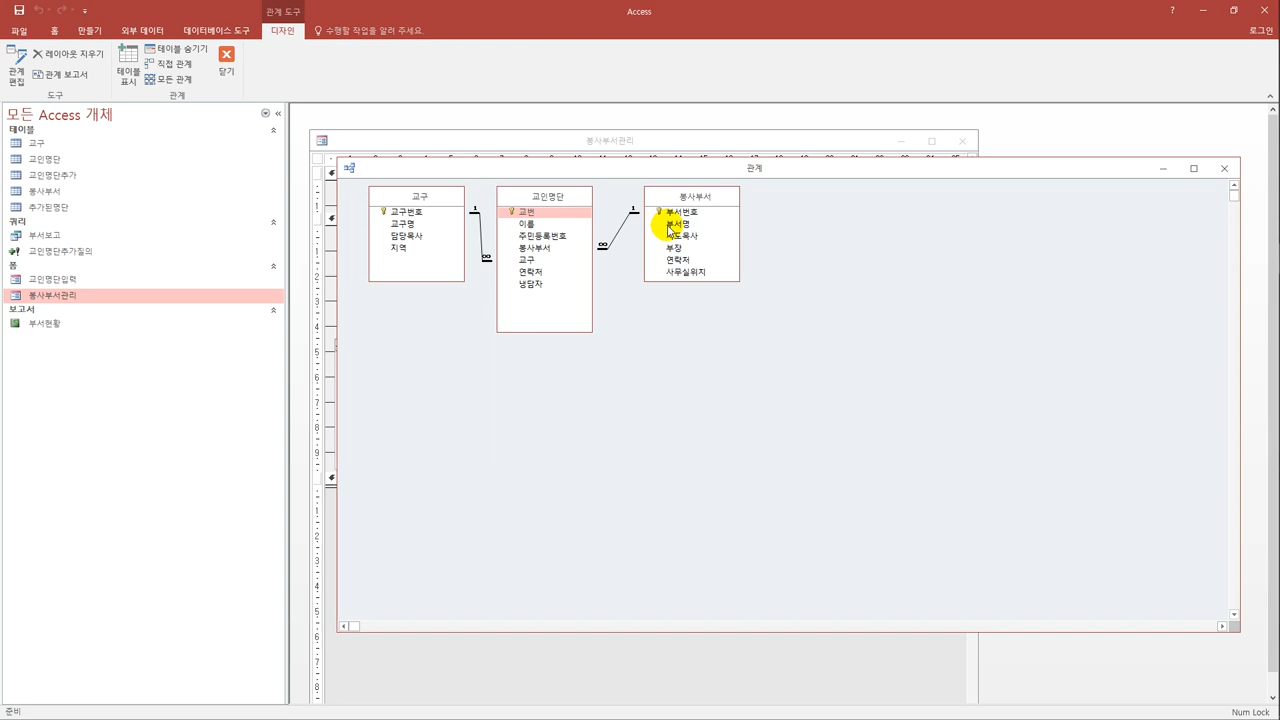 관계 도구
Access
파일
홈
만들기
외부 데이터
데이터베이스 도구
디자인
수행할 작업을 알려 주세요.
로그인
관계
편집
레이아웃 지우기
관계 보고서
도구
테이블
표시
테이블 숨기기
직접 관계
모든 관계
관계
닫기
모든 Access 개체
테이블
교구
교인명단
교인명단추가
봉사부서
추가된명단
쿼리
부서보고
교인명단추가질의
폼
교인명단입력
봉사부서관리
보고서
부서현황
봉사부서관리
관계
교구
교구번호
교구명
담당목사
지역
교인명단
교번
이름
주민등록번호
봉사부서
교구
연락저
냉담자
봉사부서
부서번호
부서명
부장
연락저
사무실위치
1
∞
∞
1
준비
Num Lock